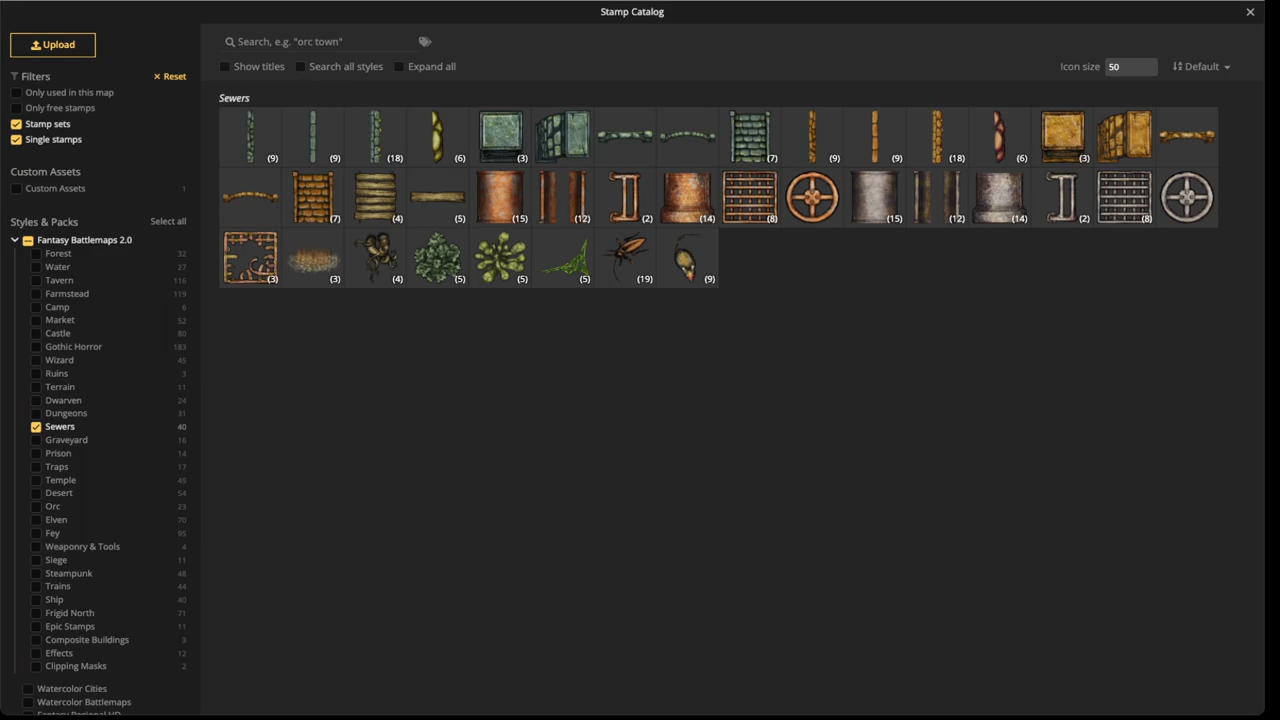 Stamp Catalog
Upload
Search, e.g. "orc town"
Filters
Reset
Only used in this map
Only free stamps
Stamp sets
Single stamps
Show titles
Search all styles
Expand all
Icon size 50
Default
Custom Assets
Custom Assets 1
Styles & Packs
Select all
Fantasy Battlemaps 2.0
Forest 32
Water 27
Tavern 116
Farmstead 119
Camp 6
Market 52
Castle 80
Gothic Horror 183
Wizard 45
Ruins 3
Terrain 11
Dwarven 24
Dungeons 31
Sewers 40
Graveyard 16
Prison 14
Traps 17
Temple 45
Desert 54
Orc 23
Elven 70
Fey 95
Weaponry & Tools 4
Siege 11
Steampunk 48
Trains 44
Ship 40
Frigid North 71
Epic Stamps 11
Composite Buildings 3
Effects 12
Clipping Masks 2
Watercolor Cities
Watercolor Battlemaps
Fantasy Regional HD
Sewers
(9) (9) (18) (6) (3) (7) (9) (9) (18) (6) (3)
(7) (4) (5) (15) (12) (2) (14) (8) (15) (12) (14) (2) (8)
(3) (3) (4) (5) (5) (5) (19) (9)